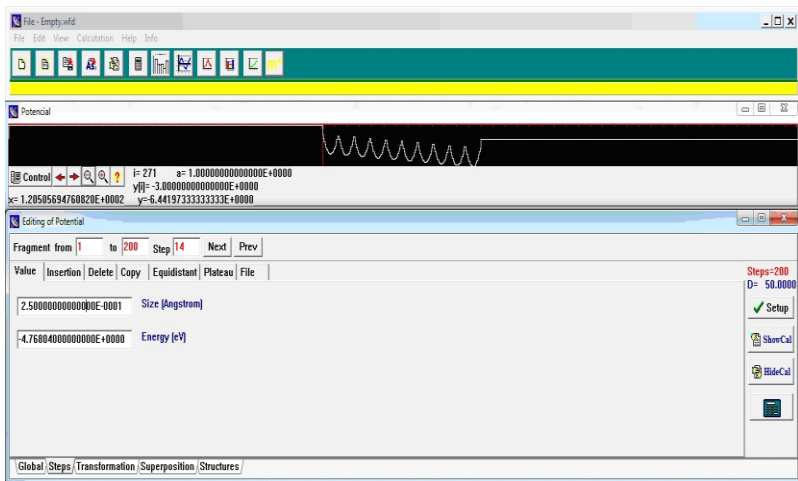 File - Empty.wfd
File Edit View Calcutation Help Info
Potencial
Control ? i= 271 a= 1.00000000000000E+0000
y[i]= -3.00000000000000E+0000
x= 1.20505694760820E+0002 y=-6.44197333333333E+0000
Editing of Potential
Fragment from 1 to 200 Step 14 Next Prev
Value Insertion Delete Copy Equidistant Plateau File
Steps=200
D= 50.0000
2.50000000000000E-0001 Size (Angstrom)
Setup
-4.76804000000000E+0000 Energy (eV)
ShowCal
HideCal
Global Steps Transformation Superposition Structures